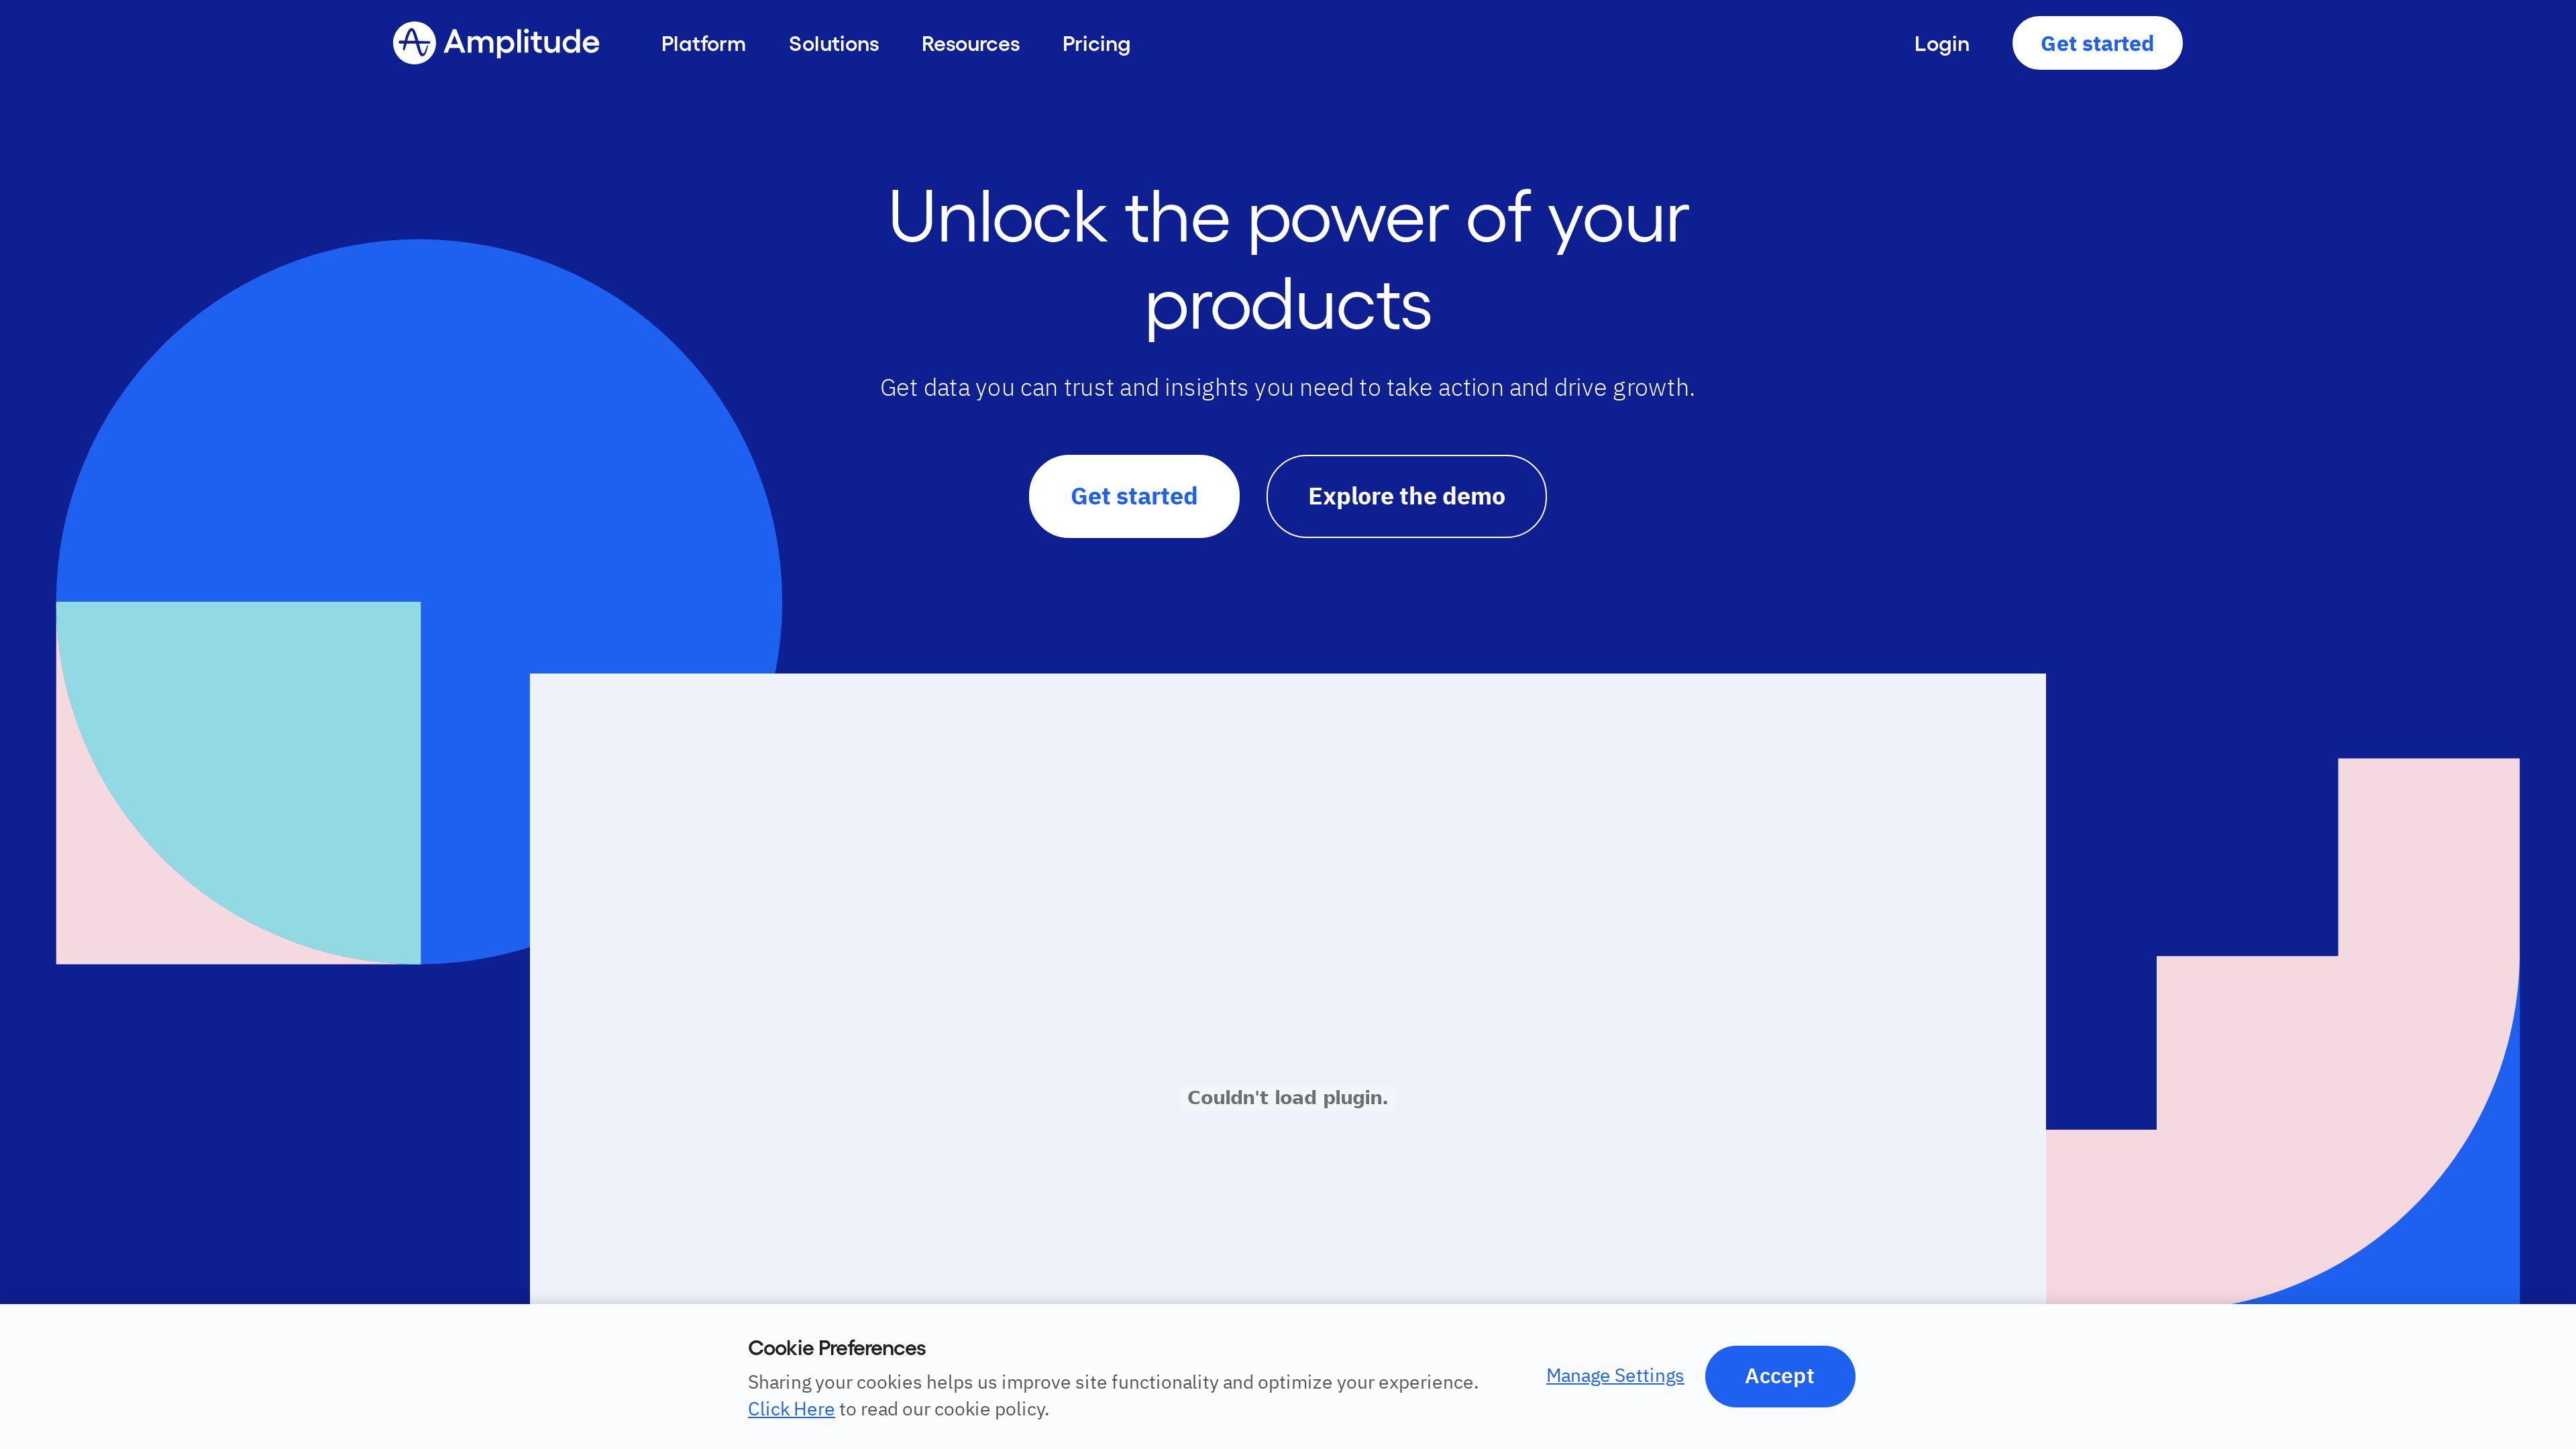 Amplitude
Platform
Solutions
Resources
Pricing
Login
Get started
Unlock the power of your
products
Get data you can trust and insights you need to take action and drive growth.
Get started
Explore the demo
Couldn't load plugin.
Cookie Preferences
Sharing your cookies helps us improve site functionality and optimize your experience.
Click Here to read our cookie policy.
Manage Settings
Accept